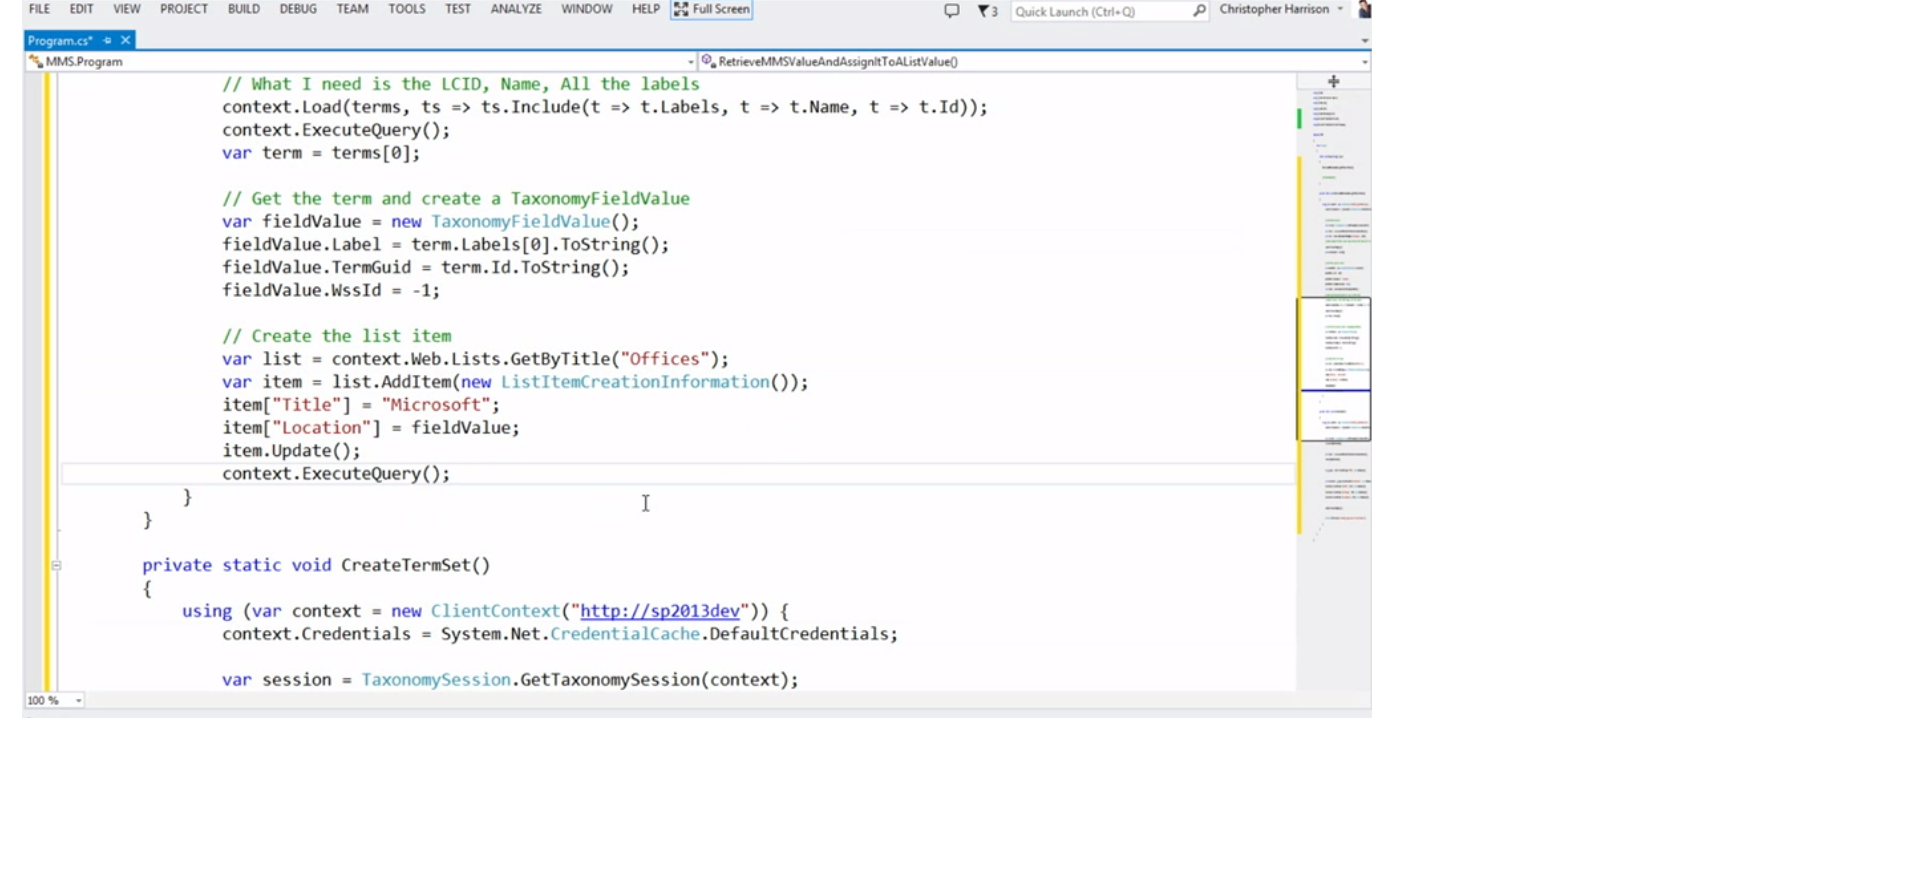 FILE EDIT VIEW PROJECT BUILD DEBUG TEAM TOOLS TEST ANALYZE WINDOW HELP Full Screen 3 Quick Launch (Ctrl+Q) Christopher Harrison
Program.cs*
MMS.Program RetrieveMMSValueAndAssignItToAListValue()
// What I need is the LCID, Name, All the labels
context.Load(terms, ts => ts.Include(t => t.Labels, t => t.Name, t => t.Id));
context.ExecuteQuery();
var term = terms[0];
// Get the term and create a TaxonomyFieldValue
var fieldValue = new TaxonomyFieldValue();
fieldValue.Label = term.Labels[0].ToString();
fieldValue.TermGuid = term.Id.ToString();
fieldValue.WssId = -1;
// Create the list item
var list = context.Web.Lists.GetByTitle("Offices");
var item = list.AddItem(new ListItemCreationInformation());
item["Title"] = "Microsoft";
item["Location"] = fieldValue;
item.Update();
context.ExecuteQuery();
}
}
private static void CreateTermSet()
{
using (var context = new ClientContext("http://sp2013dev")) {
context.Credentials = System.Net.CredentialCache.DefaultCredentials;
var session = TaxonomySession.GetTaxonomySession(context);
100 %